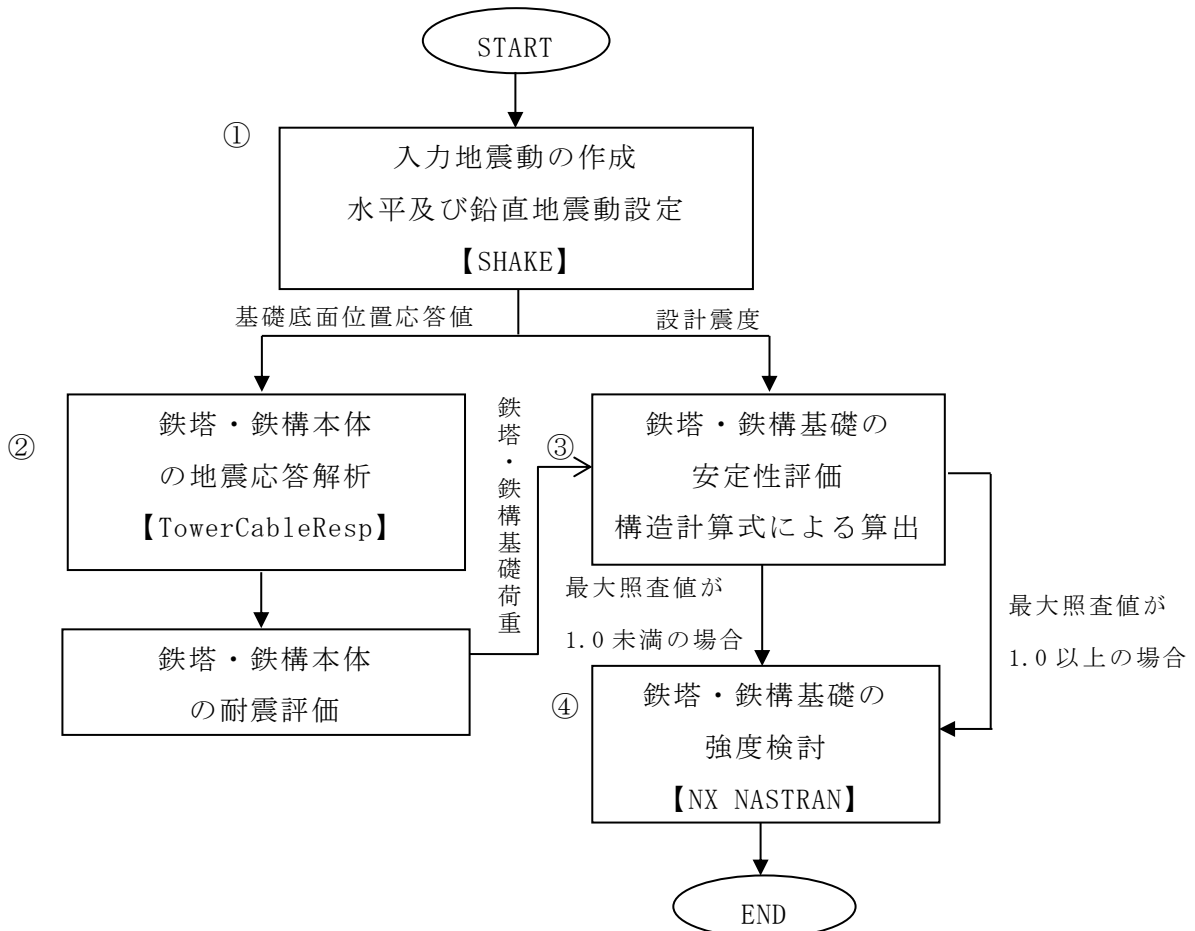 START
①
入力地震動の作成
水平及び鉛直地震動設定
【SHAKE】
基礎底面位置応答値
設計震度
②
鉄塔・鉄構本体
の地震応答解析
【TowerCableResp】
鉄塔・鉄構本体
の耐震評価
鉄塔・鉄構基礎荷重
③
鉄塔・鉄構基礎の
安定性評価
構造計算式による算出
最大照査値が
1.0 未満の場合
最大照査値が
1.0 以上の場合
④
鉄塔・鉄構基礎の
強度検討
【NX NASTRAN】
END